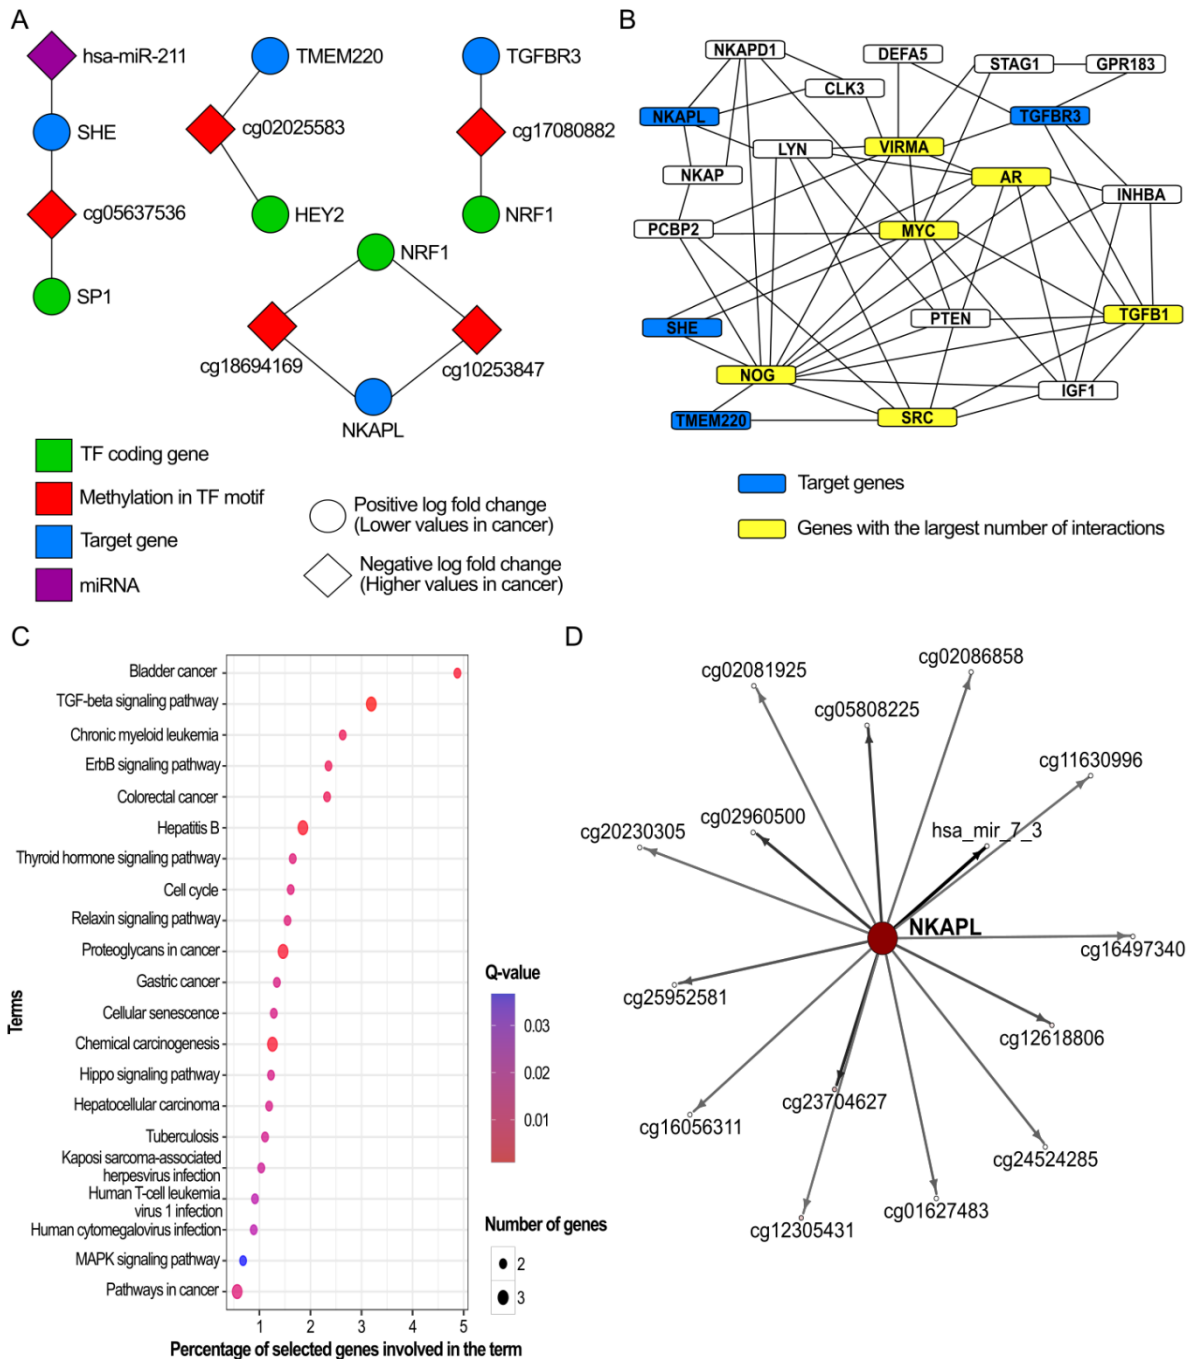 A
hsa-miR-211
SHE
cg05637536
SP1
TMEM220
cg02025583
HEY2
TGFBR3
cg17080882
NRF1
NRF1
cg18694169
cg10253847
NKAPL
TF coding gene
Methylation in TF motif
Target gene
miRNA
Positive log fold change
(Lower values in cancer)
Negative log fold change
(Higher values in cancer)
B
NKAPD1
DEFA5
STAG1
GPR183
CLK3
NKAPL
TGFBR3
LYN
VIRMA
NKAP
AR
INHBA
PCBP2
MYC
SHE
PTEN
TGFB1
NOG
IGF1
TMEM220
SRC
Target genes
Genes with the largest number of interactions
C
Terms
Bladder cancer
TGF-beta signaling pathway
Chronic myeloid leukemia
ErbB signaling pathway
Colorectal cancer
Hepatitis B
Thyroid hormone signaling pathway
Cell cycle
Relaxin signaling pathway
Proteoglycans in cancer
Gastric cancer
Cellular senescence
Chemical carcinogenesis
Hippo signaling pathway
Hepatocellular carcinoma
Tuberculosis
Kaposi sarcoma-associated
herpesvirus infection
Human T-cell leukemia
virus 1 infection
Human cytomegalovirus infection
MAPK signaling pathway
Pathways in cancer
1 2 3 4 5
Percentage of selected genes involved in the term
Q-value
0.03
0.02
0.01
Number of genes
2
3
D
cg02081925
cg02086858
cg05808225
cg11630996
cg02960500
hsa_mir_7_3
cg20230305
NKAPL
cg16497340
cg25952581
cg12618806
cg23704627
cg16056311
cg24524285
cg01627483
cg12305431